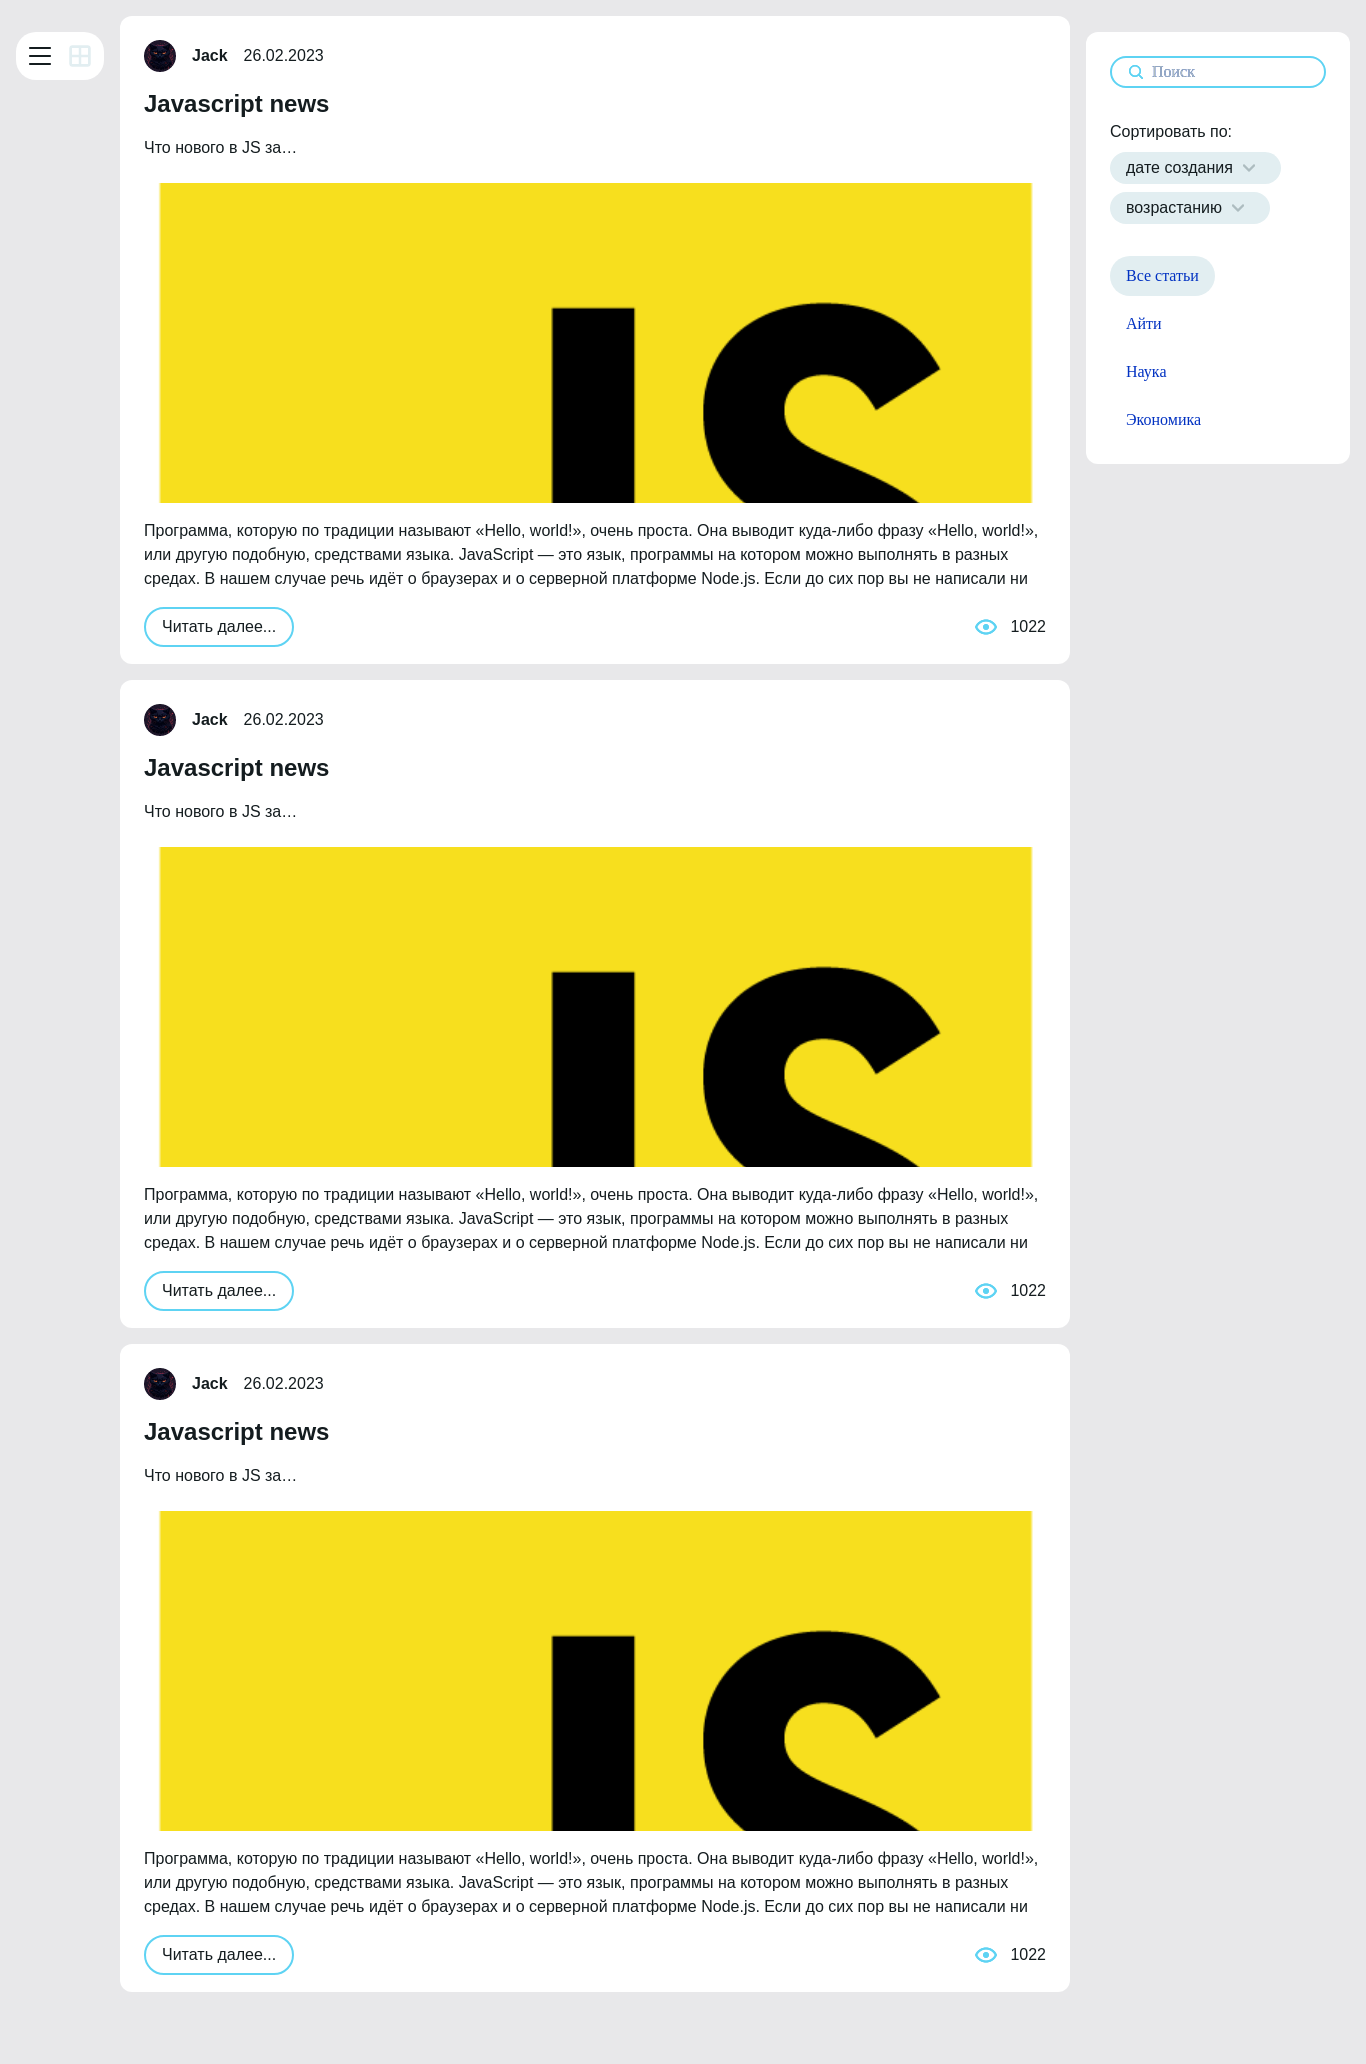 Jack 26.02.2023
Javascript news
Что нового в JS за…
JS
Программа, которую по традиции называют «Hello, world!», очень проста. Она выводит куда-либо фразу «Hello, world!»,
или другую подобную, средствами языка. JavaScript — это язык, программы на котором можно выполнять в разных
средах. В нашем случае речь идёт о браузерах и о серверной платформе Node.js. Если до сих пор вы не написали ни
Читать далее... 1022
Jack 26.02.2023
Javascript news
Что нового в JS за…
JS
Программа, которую по традиции называют «Hello, world!», очень проста. Она выводит куда-либо фразу «Hello, world!»,
или другую подобную, средствами языка. JavaScript — это язык, программы на котором можно выполнять в разных
средах. В нашем случае речь идёт о браузерах и о серверной платформе Node.js. Если до сих пор вы не написали ни
Читать далее... 1022
Jack 26.02.2023
Javascript news
Что нового в JS за…
JS
Программа, которую по традиции называют «Hello, world!», очень проста. Она выводит куда-либо фразу «Hello, world!»,
или другую подобную, средствами языка. JavaScript — это язык, программы на котором можно выполнять в разных
средах. В нашем случае речь идёт о браузерах и о серверной платформе Node.js. Если до сих пор вы не написали ни
Читать далее... 1022
Поиск
Сортировать по:
дате создания
возрастанию
Все статьи
Айти
Наука
Экономика